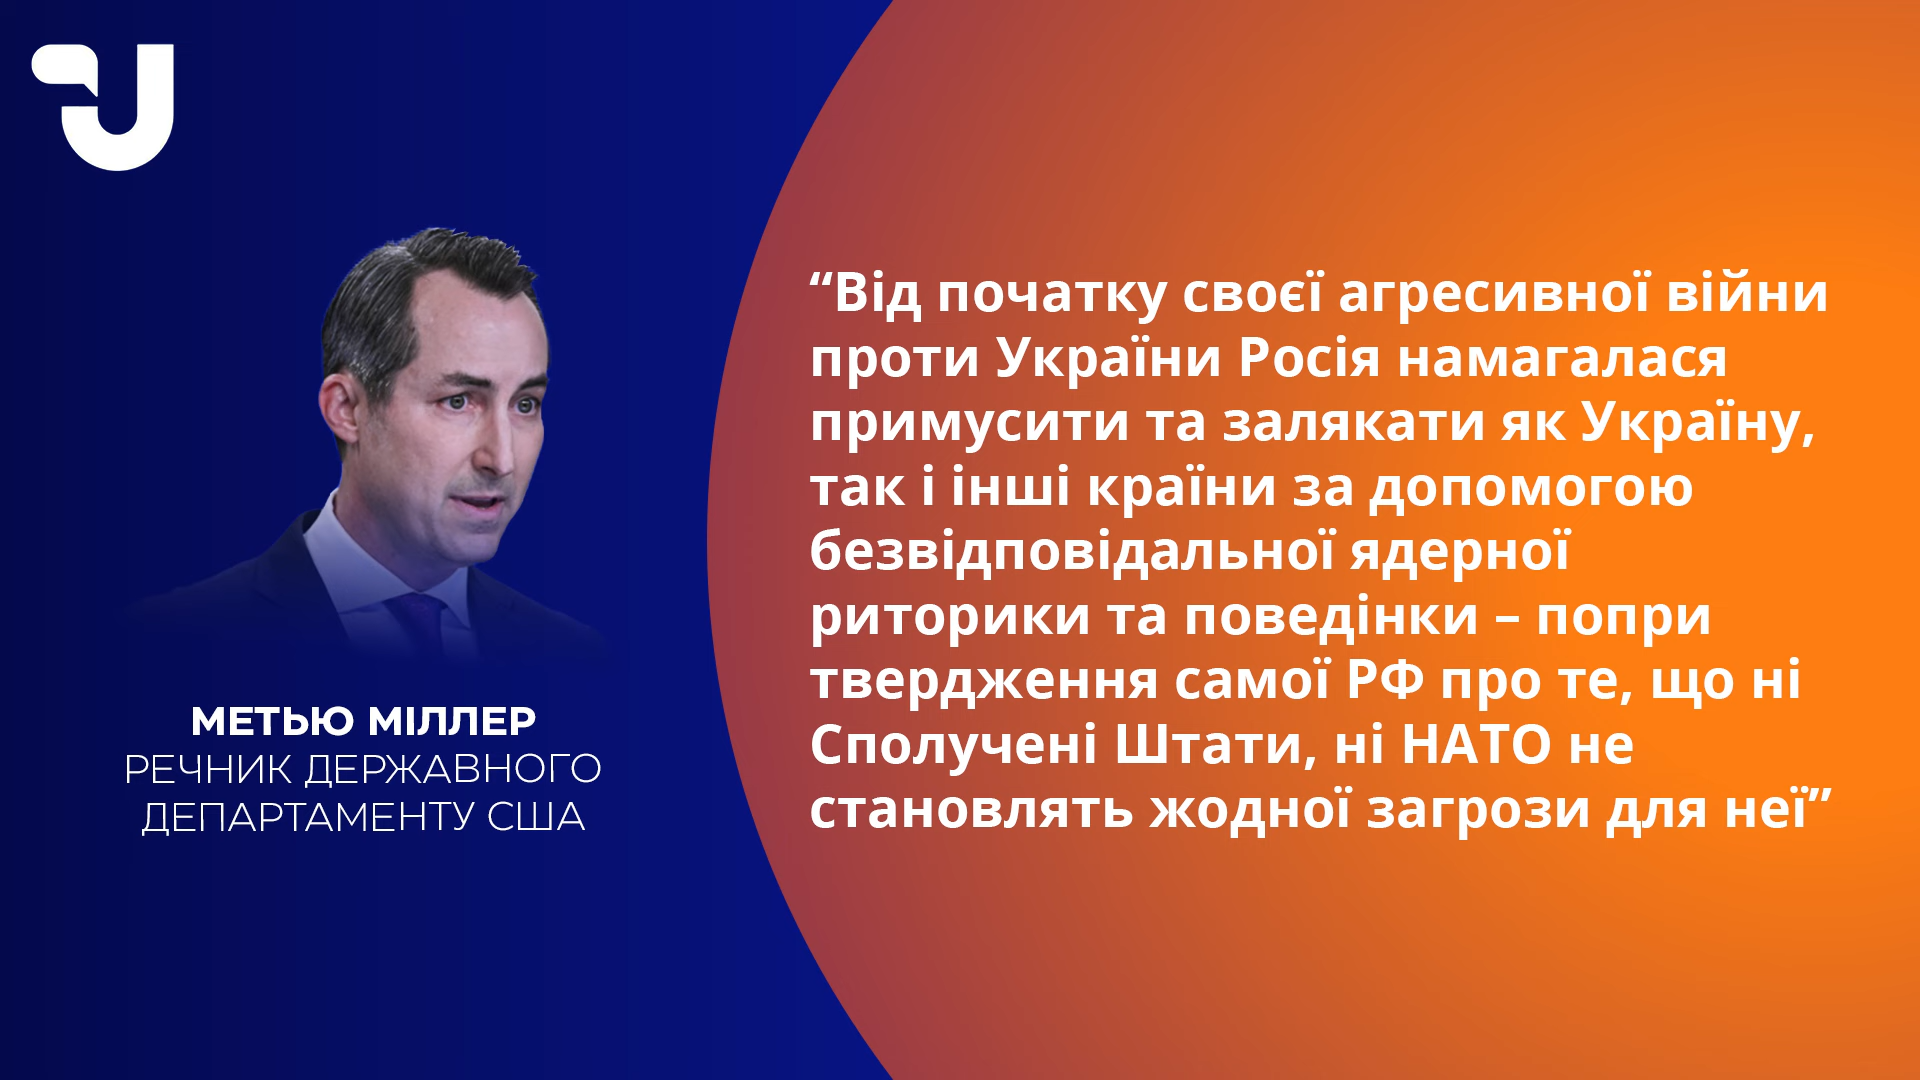 МЕТЬЮ МІЛЛЕР
РЕЧНИК ДЕРЖАВНОГО
ДЕПАРТАМЕНТУ США
“Від початку своєї агресивної війни
проти України Росія намагалася
примусити та залякати як Україну,
так і інші країни за допомогою
безвідповідальної ядерної
риторики та поведінки – попри
твердження самої РФ про те, що ні
Сполучені Штати, ні НАТО не
становлять жодної загрози для неї”